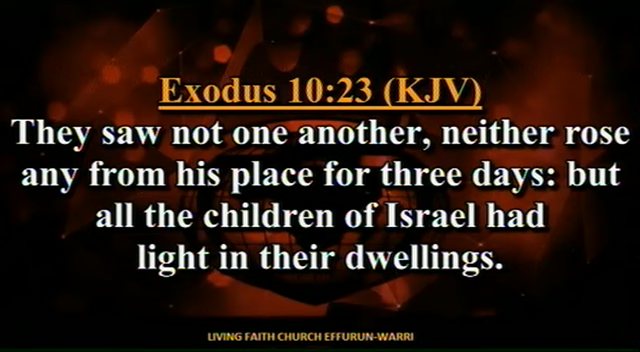 Exodus 10:23 (KJV)
They saw not one another, neither rose
any from his place for three days: but
all the children of Israel had
light in their dwellings.
LIVING FAITH CHURCH EFFURUN-WARRI